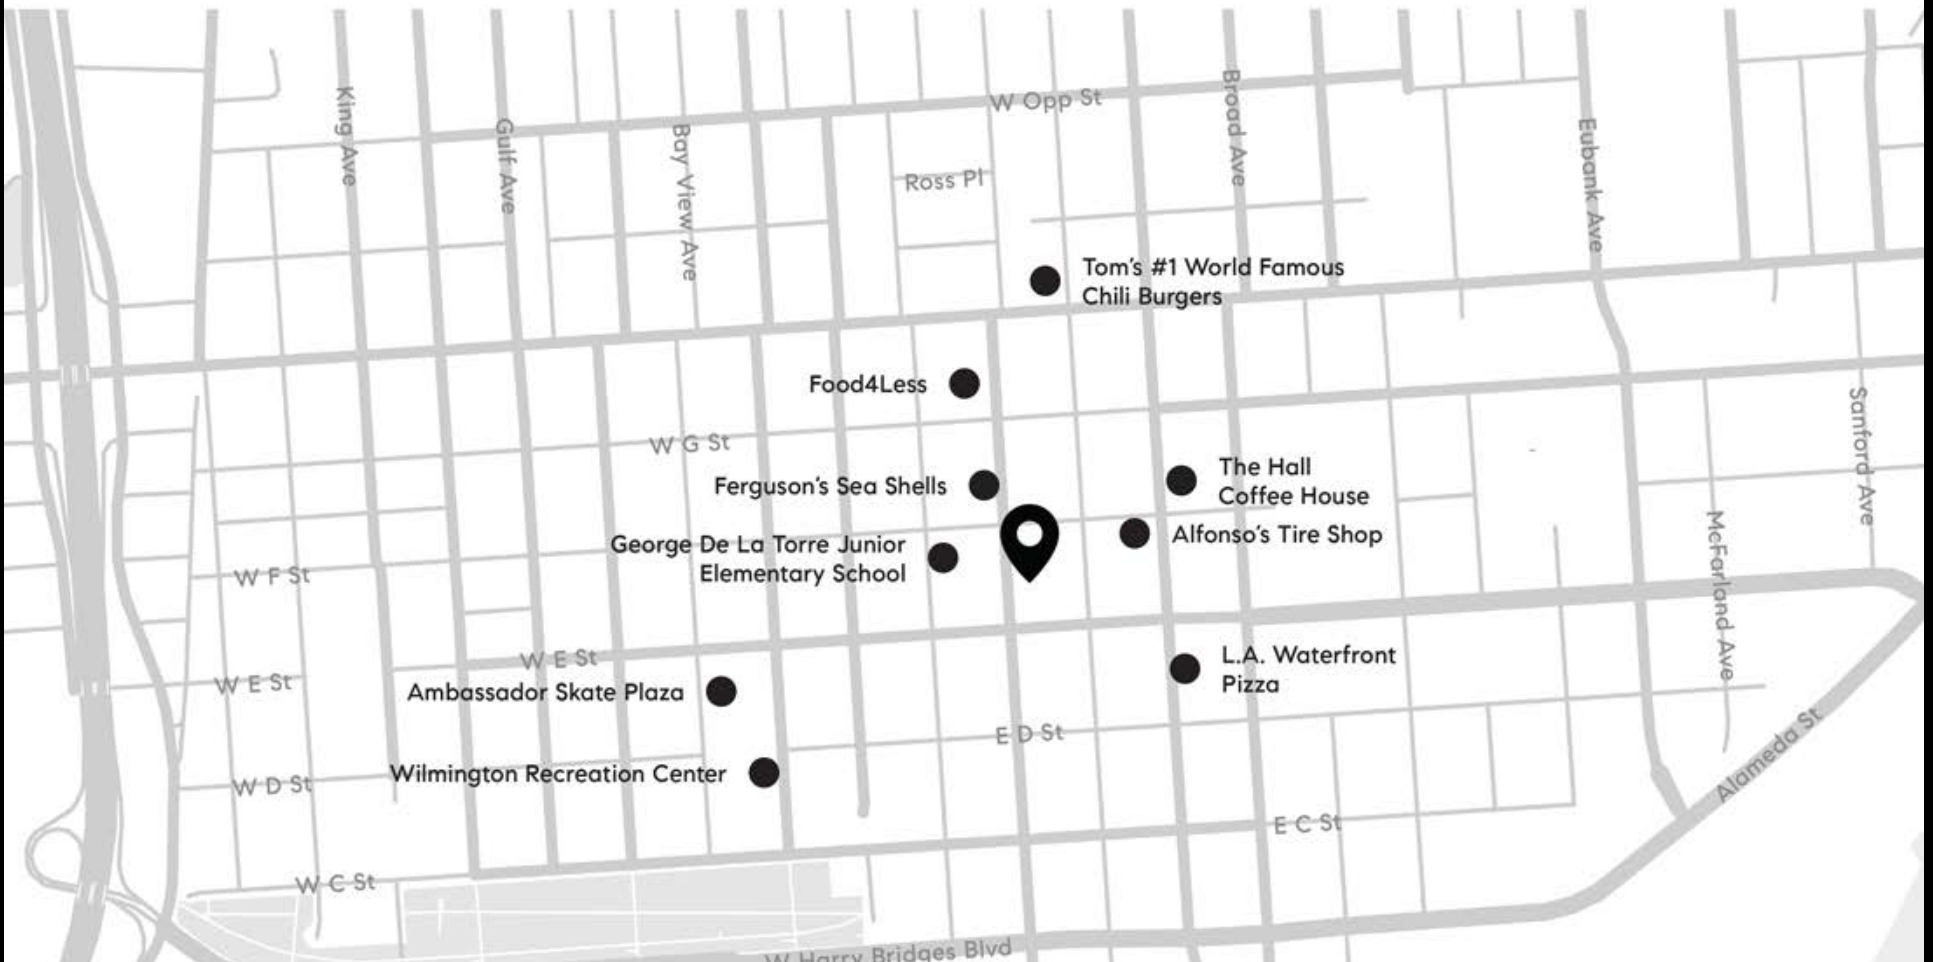 W Opp St
King Ave
Gulf Ave
Bay View Ave
Broad Ave
Eubank Ave
Ross Pl
Tom's #1 World Famous
Chili Burgers
Food4Less
W G St
Sanford Ave
Ferguson's Sea Shells
The Hall
Coffee House
George De La Torre Junior
Elementary School
Alfonso's Tire Shop
W F St
McFarland Ave
W E St
W E St
Ambassador Skate Plaza
L.A. Waterfront
Pizza
E D St
Wilmington Recreation Center
W D St
Alameda St
E C St
W C St
W Harry Bridges Blvd